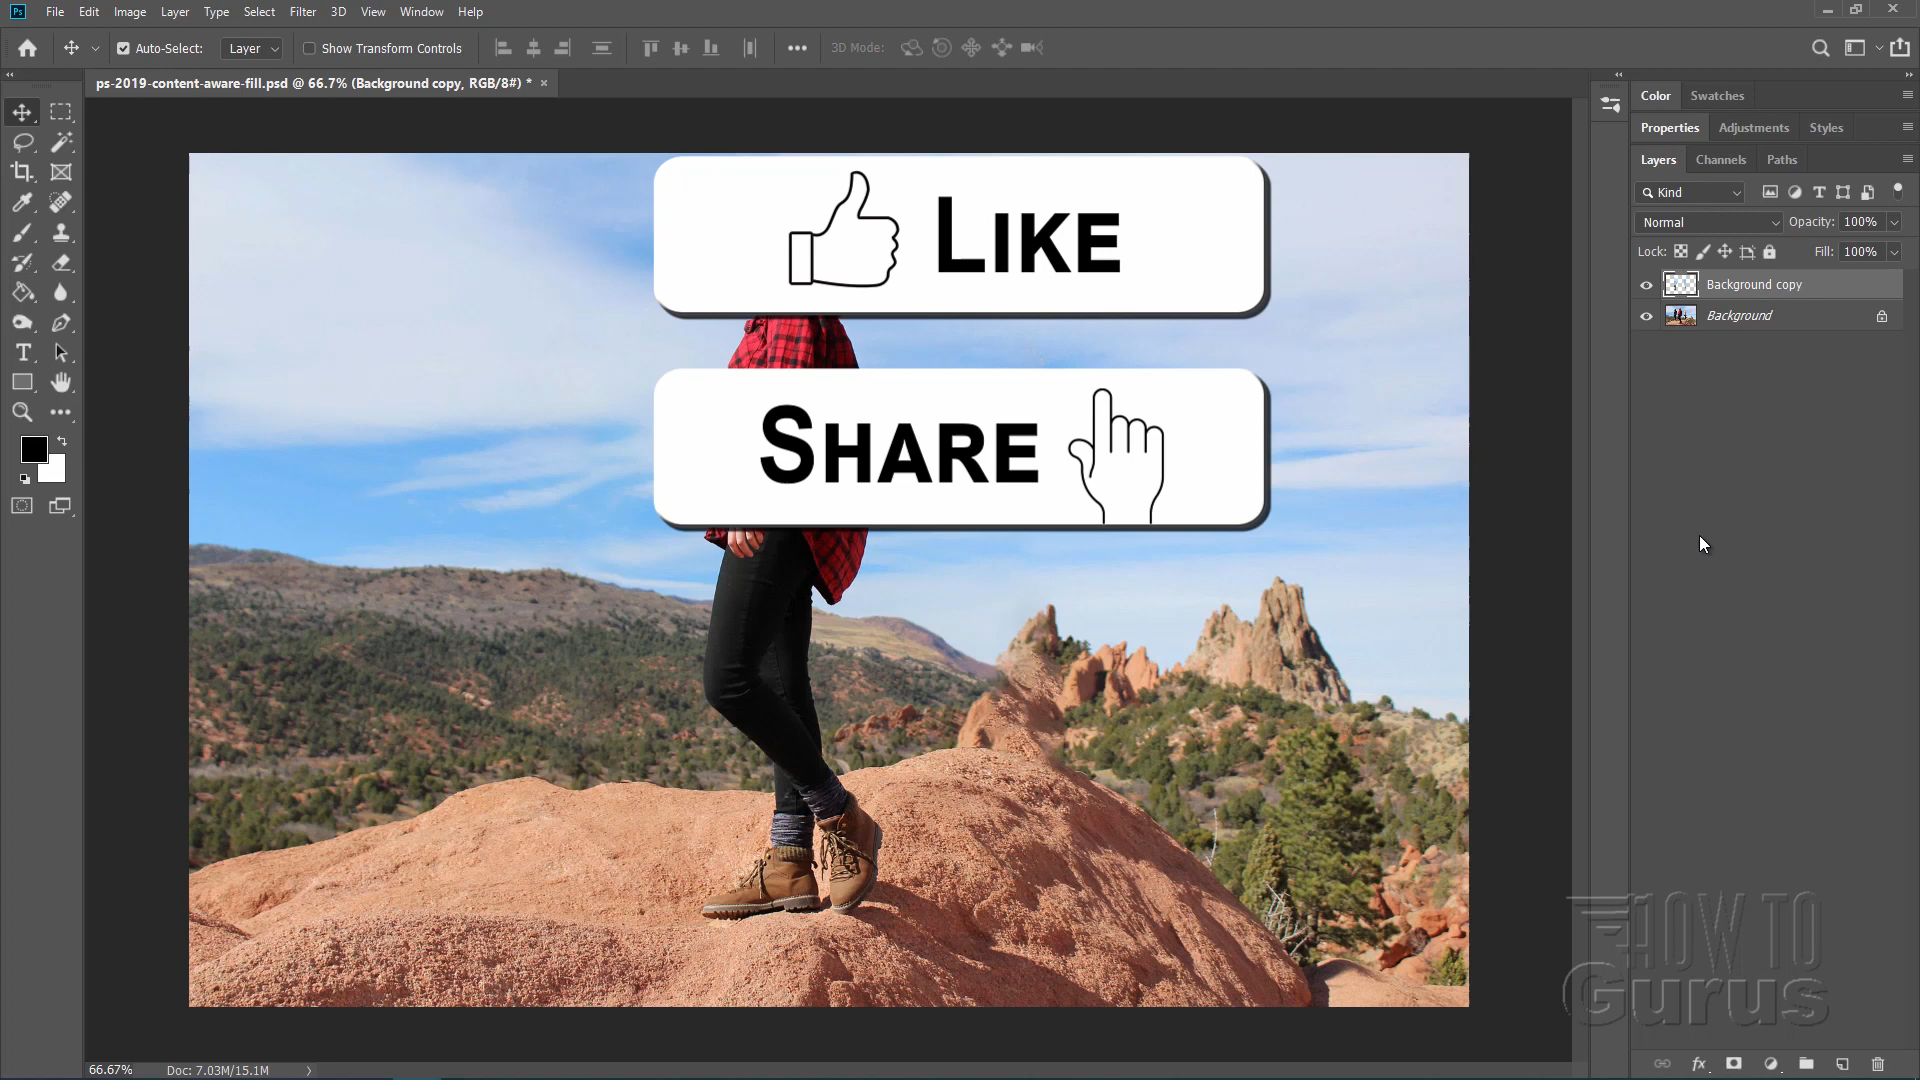 Ps File Edit Image Layer Type Select Filter 3D View Window Help
Auto-Select: Layer Show Transform Controls 3D Mode:
ps-2019-content-aware-fill.psd @ 66.7% (Background copy, RGB/8#) * ×
Color Swatches
Properties Adjustments Styles
Layers Channels Paths
Kind
Normal Opacity: 100%
Lock: Fill: 100%
Background copy
Background
LIKE
SHARE
HOW TO
Gurus
66.67% Doc: 7.03M/15.1M
fx